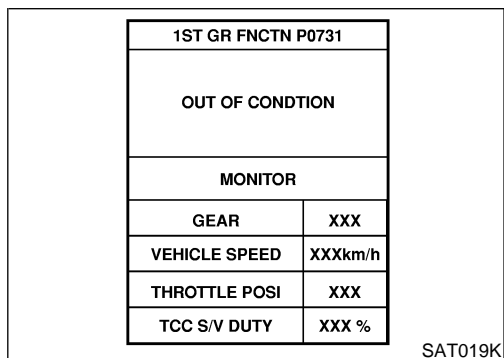 1ST GR FNCTN P0731
OUT OF CONDTION
MONITOR
GEAR XXX
VEHICLE SPEED XXXkm/h
THROTTLE POSI XXX
TCC S/V DUTY XXX %
SAT019K